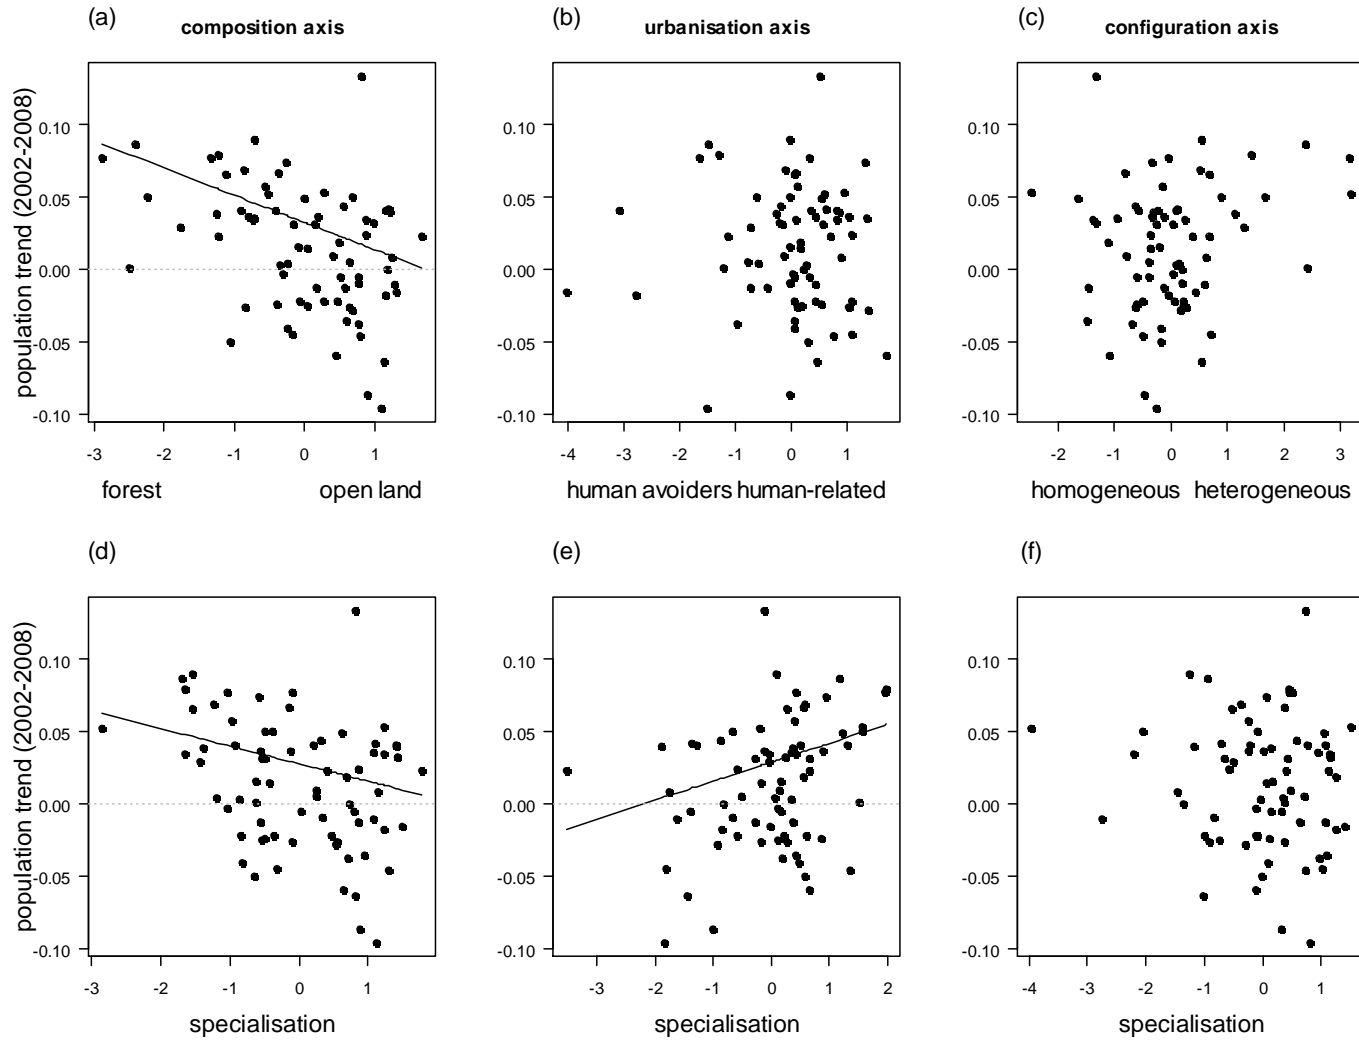 (a)
composition axis
(b)
urbanisation axis
(c)
configuration axis
population trend (2002-2008)
0.10
0.05
0.00
-0.05
-0.10
0.10
0.05
0.00
-0.05
-0.10
0.10
0.05
0.00
-0.05
-0.10
-3 -2 -1 0 1
-4 -3 -2 -1 0 1
-2 -1 0 1 2 3
forest open land
human avoiders human-related
homogeneous heterogeneous
(d)
(e)
(f)
population trend (2002-2008)
0.10
0.05
0.00
-0.05
-0.10
0.10
0.05
0.00
-0.05
-0.10
0.10
0.05
0.00
-0.05
-0.10
-3 -2 -1 0 1
-3 -2 -1 0 1 2
-4 -3 -2 -1 0 1
specialisation
specialisation
specialisation